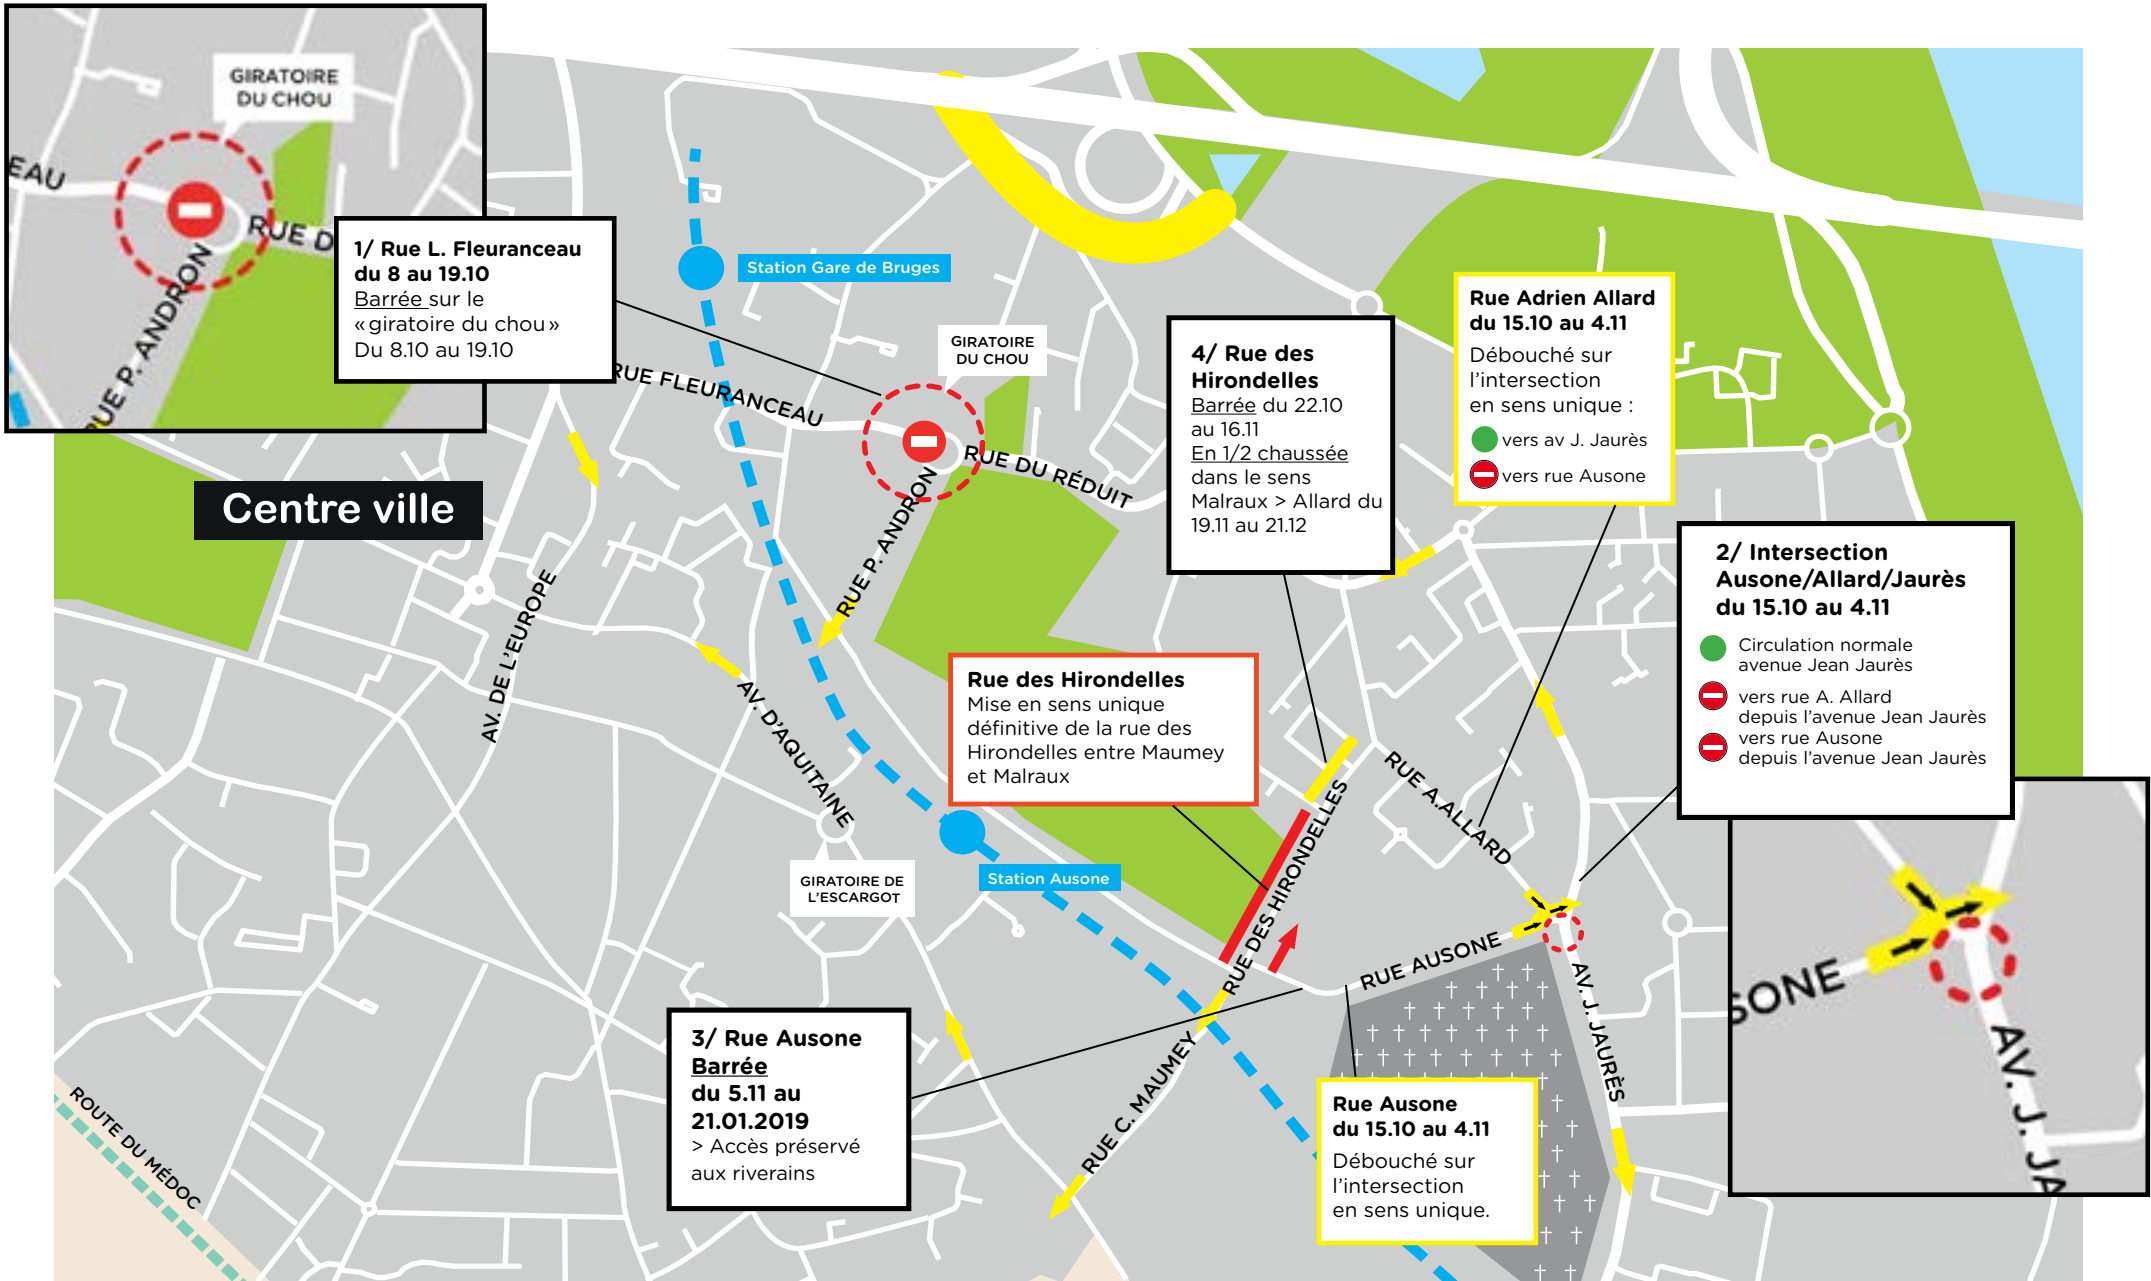 GIRATOIRE
DU CHOU
EAU
RUE D
RUE P. ANDRON
1/ Rue L. Fleuranceau
du 8 au 19.10
Barrée sur le
«giratoire du chou»
Du 8.10 au 19.10
Station Gare de Bruges
GIRATOIRE
DU CHOU
RUE FLEURANCEAU
RUE DU RÉDUIT
RUE P. ANDRON
4/ Rue des
Hirondelles
Barrée du 22.10
au 16.11
En 1/2 chaussée
dans le sens
Malraux > Allard du
19.11 au 21.12
Rue Adrien Allard
du 15.10 au 4.11
Débouché sur
l'intersection
en sens unique :
vers av J. Jaurès
vers rue Ausone
Centre ville
2/ Intersection
Ausone/Allard/Jaurès
du 15.10 au 4.11
Circulation normale
avenue Jean Jaurès
vers rue A. Allard
depuis l'avenue Jean Jaurès
vers rue Ausone
depuis l'avenue Jean Jaurès
AV. DE L'EUROPE
AV. D'AQUITAINE
Rue des Hirondelles
Mise en sens unique
définitive de la rue des
Hirondelles entre Maumey
et Malraux
RUE A.ALLARD
RUE DES HIRONDELLES
GIRATOIRE DE
L'ESCARGOT
Station Ausone
RUE AUSONE
AV. J. JAURÈS
SONE
AV. J. JA
3/ Rue Ausone
Barrée
du 5.11 au
21.01.2019
> Accès préservé
aux riverains
RUE C. MAUMEY
Rue Ausone
du 15.10 au 4.11
Débouché sur
l'intersection
en sens unique.
ROUTE DU MÉDOC